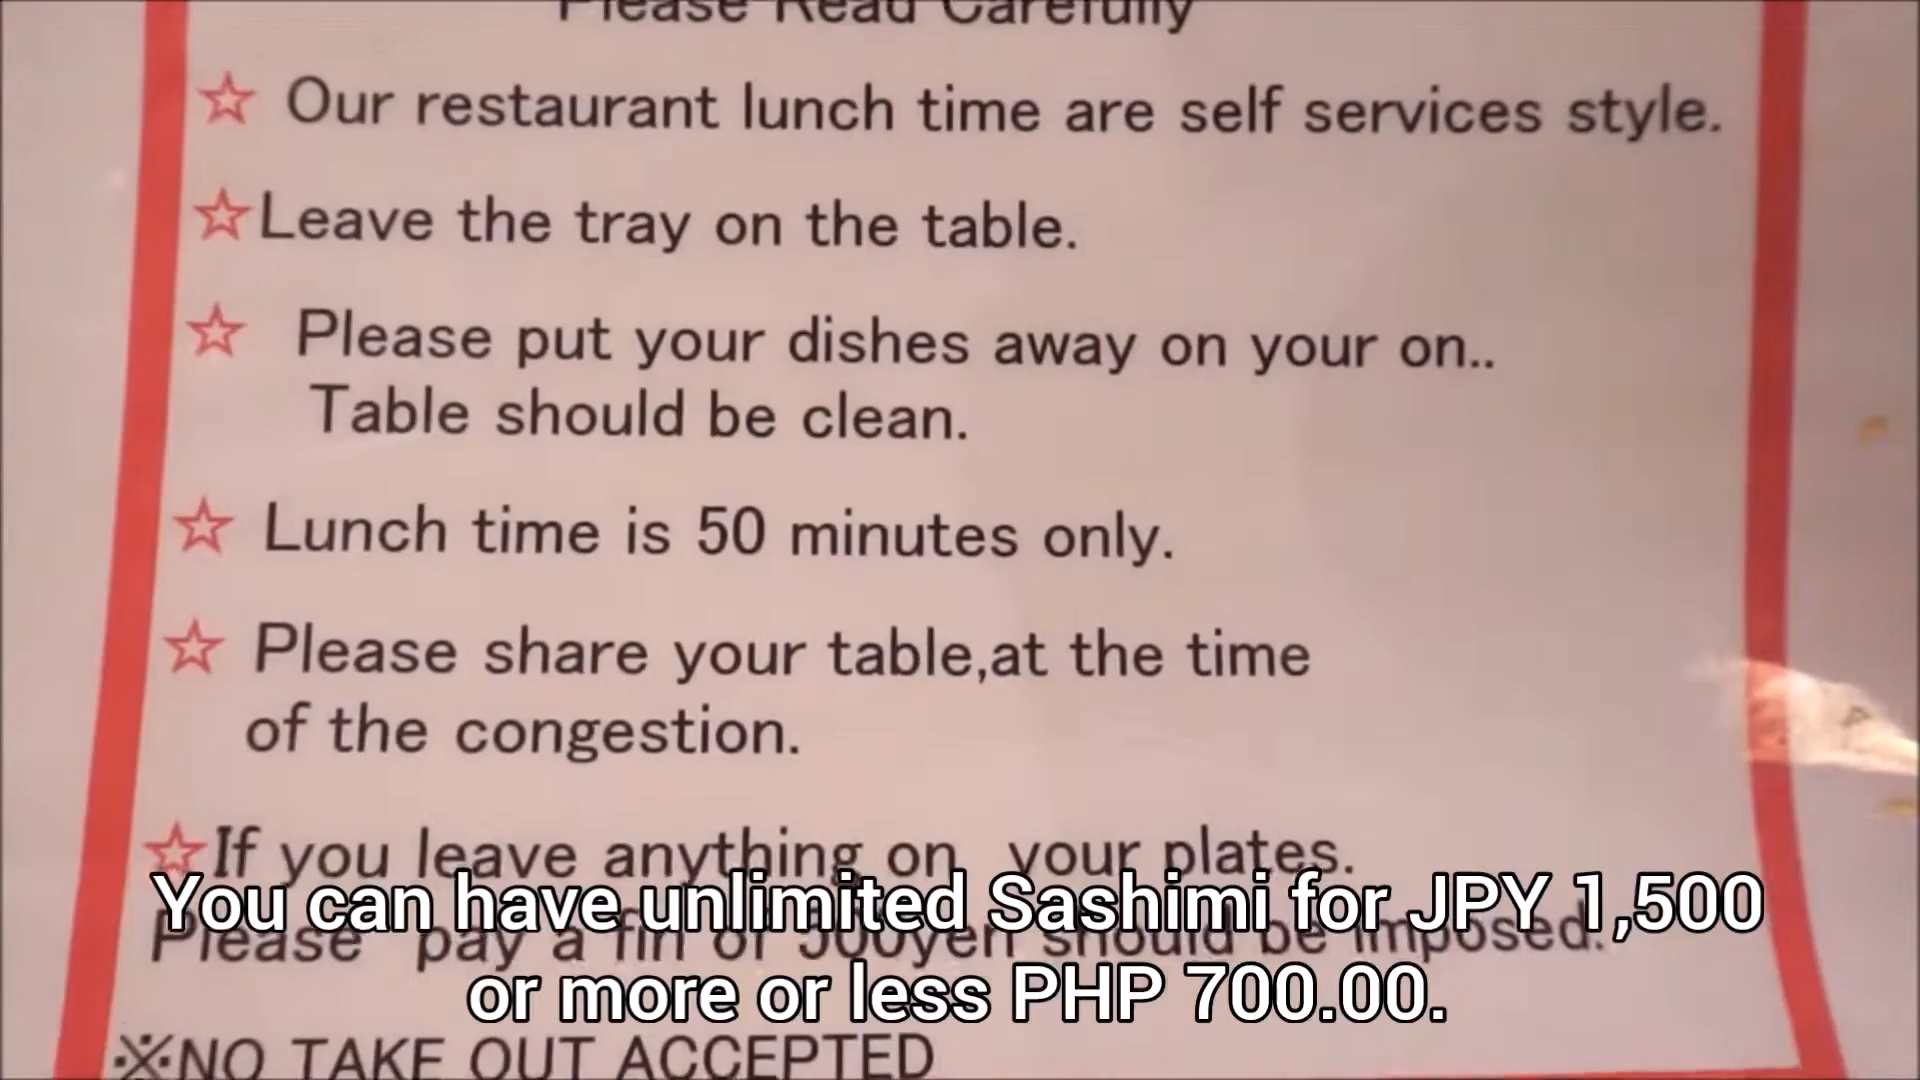 Please Read Carefully
☆ Our restaurant lunch time are self services style.
☆Leave the tray on the table.
☆ Please put your dishes away on your on..
Table should be clean.
☆ Lunch time is 50 minutes only.
☆ Please share your table,at the time
of the congestion.
☆If you leave anything on your plates.
Please pay a fin of 500yen should be imposed.
You can have unlimited Sashimi for JPY 1,500
or more or less PHP 700.00.
※NO TAKE OUT ACCEPTED